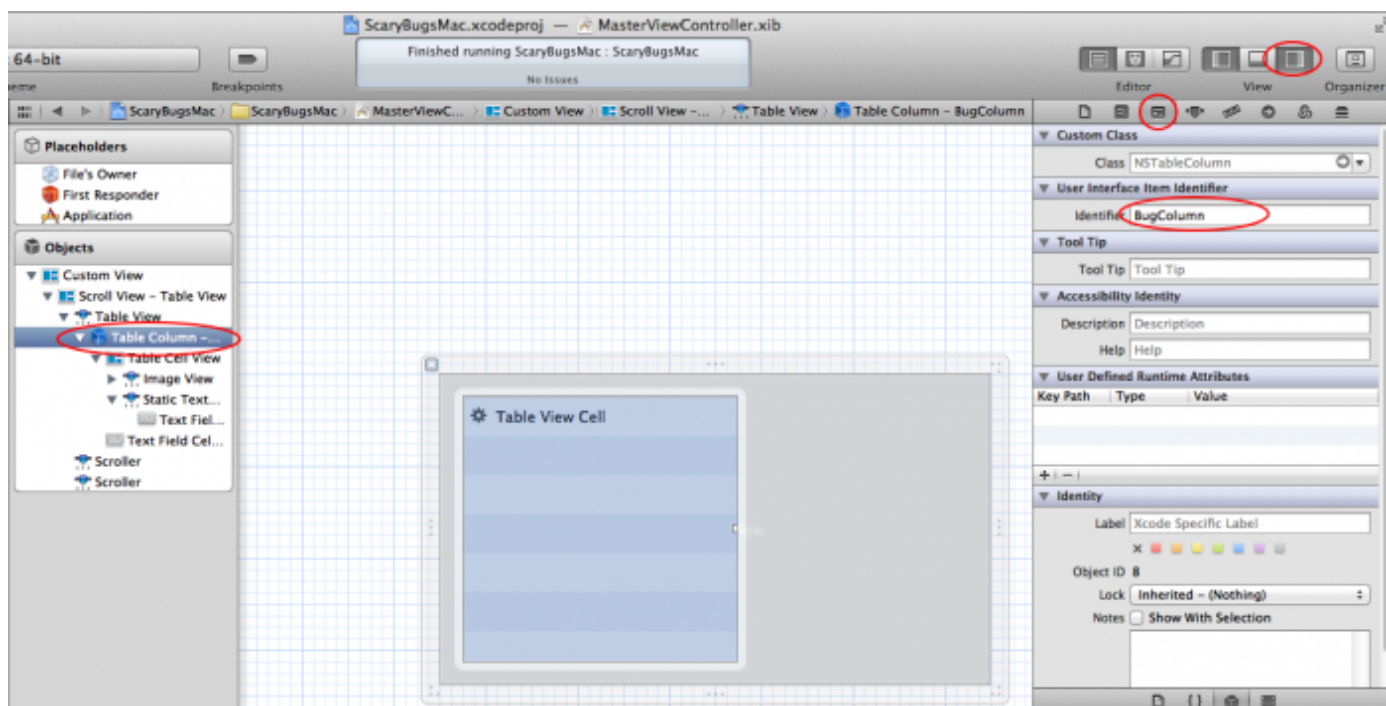 ScaryBugsMac.xcodeproj — MasterViewController.xib
64-bit
Finished running ScaryBugsMac : ScaryBugsMac
No Issues
Breakpoints
Editor
View
Organizer
ScaryBugsMac
ScaryBugsMac
MasterViewC...
Custom View
Scroll View – ...
Table View
Table Column – BugColumn
Placeholders
File's Owner
First Responder
Application
Objects
Custom View
Scroll View – Table View
Table View
Table Column –...
Table Cell View
Image View
Static Text...
Text Fiel...
Text Field Cel...
Scroller
Scroller
Table View Cell
Custom Class
Class NSTableColumn
User Interface Item Identifier
Identifier BugColumn
Tool Tip
Tool Tip Tool Tip
Accessibility Identity
Description Description
Help Help
User Defined Runtime Attributes
Key Path Type Value
Identity
Label Xcode Specific Label
Object ID 8
Lock Inherited – (Nothing)
Notes Show With Selection